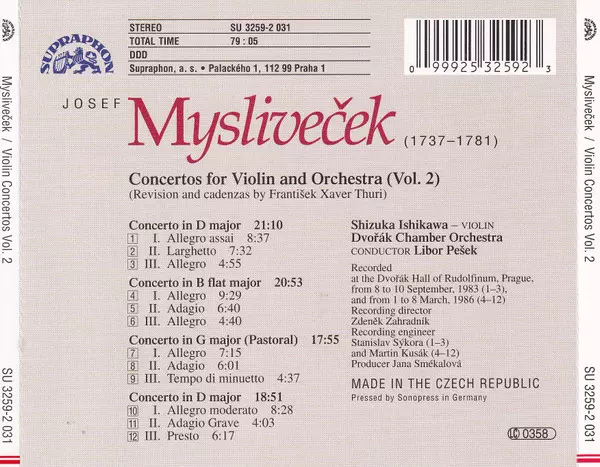 SUPRAPHON
STEREO SU 3259-2 031
TOTAL TIME 79 : 05
DDD
Supraphon, a. s. • Palackého 1, 112 99 Praha 1
0 99925 32592 3
JOSEF
Mysliveček
(1737–1781)
Concertos for Violin and Orchestra (Vol. 2)
(Revision and cadenzas by František Xaver Thuri)
Concerto in D major 21:10
1 I. Allegro assai 8:37
2 II. Larghetto 7:32
3 III. Allegro 4:55
Concerto in B flat major 20:53
4 I. Allegro 9:29
5 II. Adagio 6:40
6 III. Allegro 4:40
Concerto in G major (Pastoral) 17:55
7 I. Allegro 7:15
8 II. Adagio 6:01
9 III. Tempo di minuetto 4:37
Concerto in D major 18:51
10 I. Allegro moderato 8:28
11 II. Adagio Grave 4:03
12 III. Presto 6:17
Shizuka Ishikawa – VIOLIN
Dvořák Chamber Orchestra
CONDUCTOR Libor Pešek
Recorded
at the Dvořák Hall of Rudolfinum, Prague,
from 8 to 10 September, 1983 (1–3),
and from 1 to 8 March, 1986 (4–12)
Recording director
Zdeněk Zahradník
Recording engineer
Stanislav Sýkora (1–3)
and Martin Kusák (4–12)
Producer Jana Smékalová
MADE IN THE CZECH REPUBLIC
Pressed by Sonopress in Germany
LC 0358
Mysliveček / Violin Concertos Vol. 2
SU 3259-2 031
Mysliveček / Violin Concertos Vol. 2
SU 3259-2 031